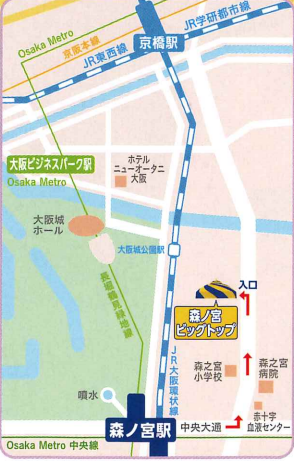 JR学研都市線
Osaka Metro
京阪本線
JR東西線
京橋駅
大阪ビジネスパーク駅
Osaka Metro
ホテル
ニューオータニ
大阪
大阪城
ホール
大阪城公園駅
長堀鶴見緑地線
入口
森ノ宮
ビッグトップ
JR大阪環状線
森之宮
小学校
森之宮
病院
噴水
赤十字
血液センター
森ノ宮駅
中央大通
Osaka Metro 中央線